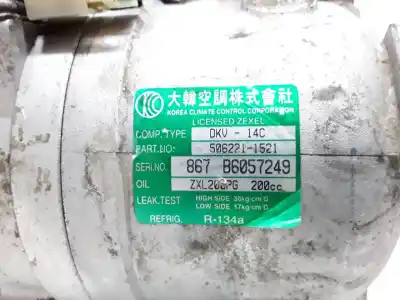 大韓空調株式會社
KOREA CLIMATE CONTROL CORPORATION
LICENSED ZEXEL
COMP.TYPE DKV - 14C
PART.NO: 506221-1521
SERI.NO. 867 B6057249
OIL ZXL200PG 200cc
LEAK.TEST HIGH SIDE 35kg/cm G
LOW SIDE 17kg/cm G
REFRIG. R-134a